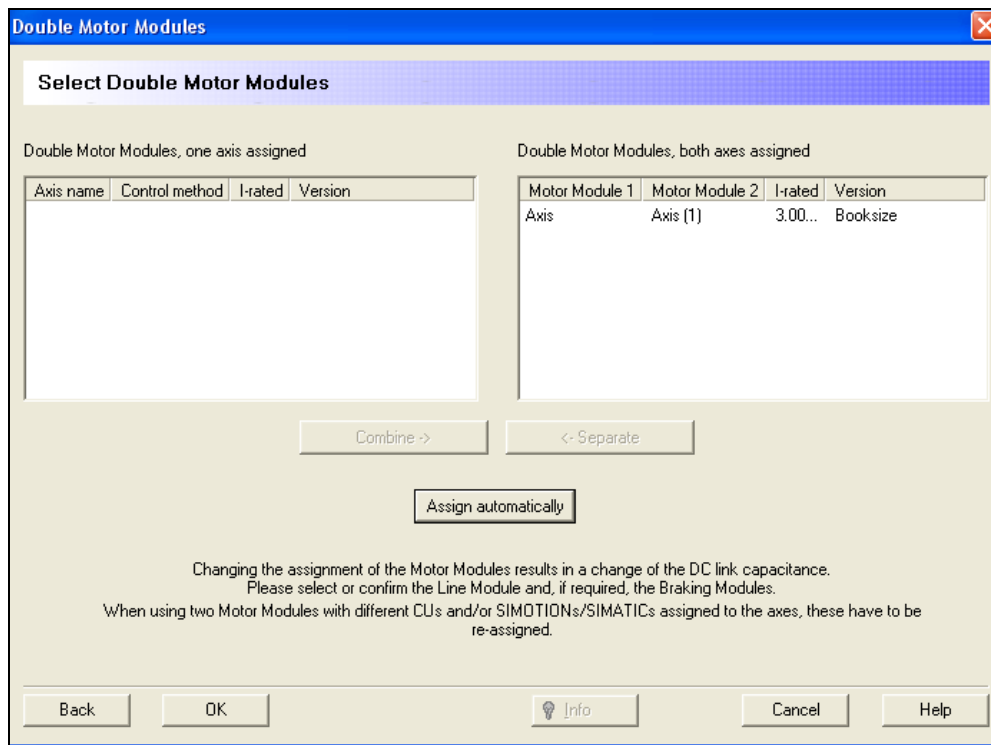 Double Motor Modules
Select Double Motor Modules
Double Motor Modules, one axis assigned
Double Motor Modules, both axes assigned
Axis name Control method I-rated Version
Motor Module 1 Motor Module 2 I-rated Version
Axis Axis (1) 3.00... Booksize
Combine ->
<- Separate
Assign automatically
Changing the assignment of the Motor Modules results in a change of the DC link capacitance.
Please select or confirm the Line Module and, if required, the Braking Modules.
When using two Motor Modules with different CUs and/or SIMOTIONs/SIMATICs assigned to the axes, these have to be
re-assigned.
Back OK Info Cancel Help